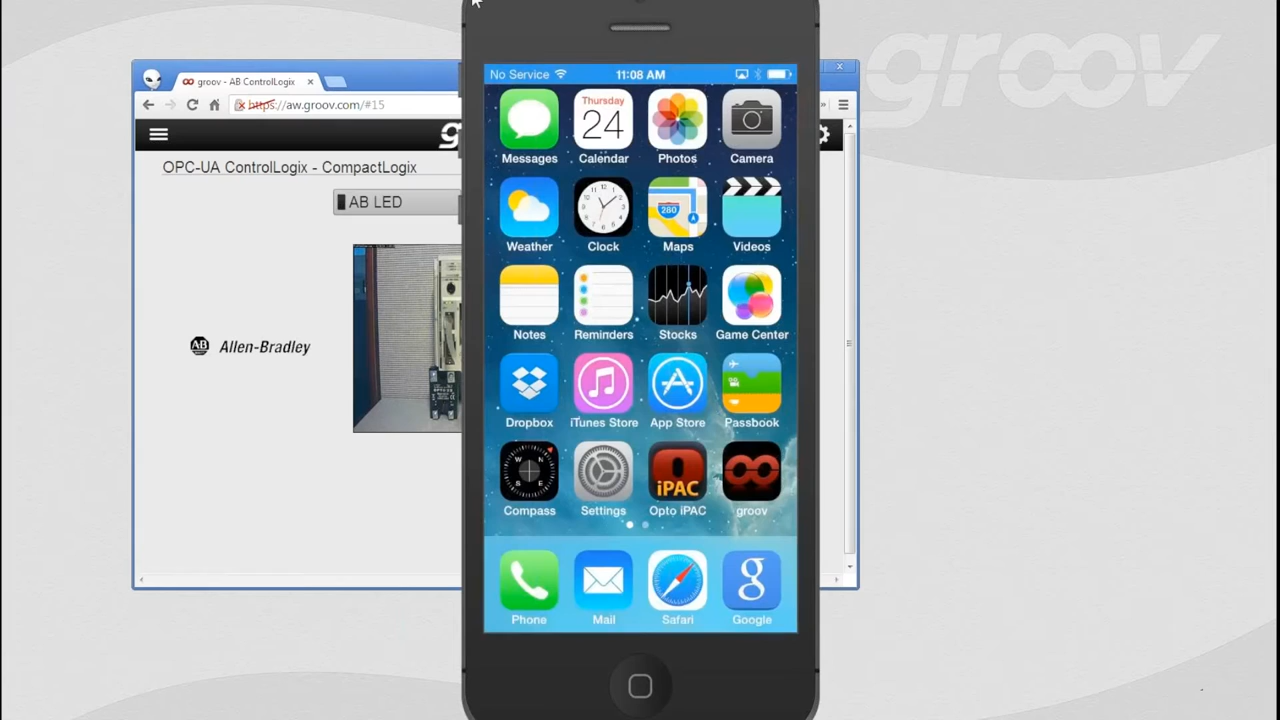 groov
groov - AB ControlLogix
https://aw.groov.com/#15
g
OPC-UA ControlLogix - CompactLogix
AB LED
AB Allen-Bradley
No Service
11:08 AM
Messages
Thursday
24
Calendar
Photos
Camera
Weather
Clock
280
Maps
Videos
Notes
Reminders
Stocks
Game Center
Dropbox
iTunes Store
App Store
Passbook
N
W
E
S
Compass
Settings
iPAC
Opto iPAC
groov
Phone
Mail
Safari
g
Google